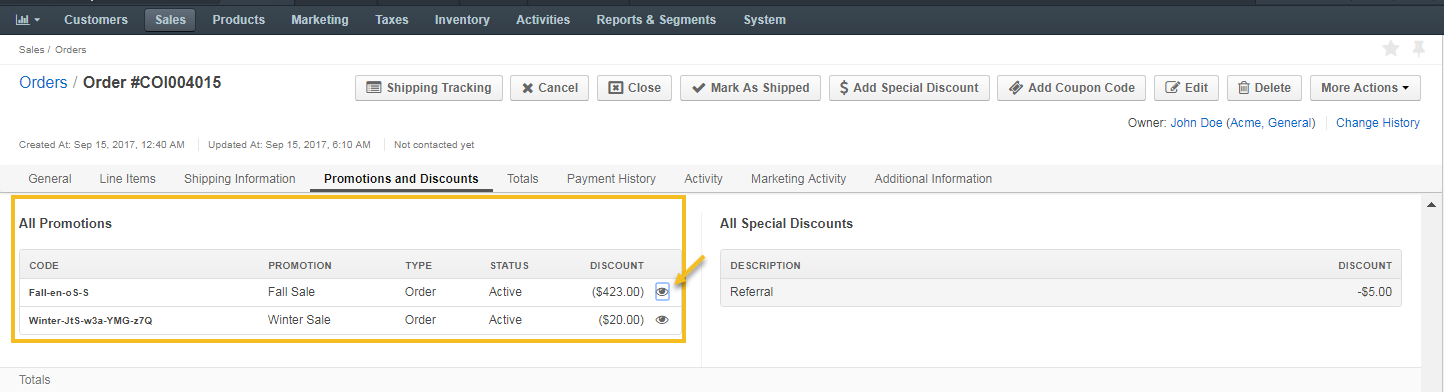 Customers Sales Products Marketing Taxes Inventory Activities Reports & Segments System
Sales / Orders
Orders / Order #COI004015
Shipping Tracking Cancel Close Mark As Shipped Add Special Discount Add Coupon Code Edit Delete More Actions
Owner: John Doe (Acme, General) Change History
Created At: Sep 15, 2017, 12:40 AM Updated At: Sep 15, 2017, 6:10 AM Not contacted yet
General Line Items Shipping Information Promotions and Discounts Totals Payment History Activity Marketing Activity Additional Information
All Promotions
CODE PROMOTION TYPE STATUS DISCOUNT
Fall-en-oS-S Fall Sale Order Active ($423.00)
Winter-JtS-w3a-YMG-z7Q Winter Sale Order Active ($20.00)
All Special Discounts
DESCRIPTION DISCOUNT
Referral -$5.00
Totals